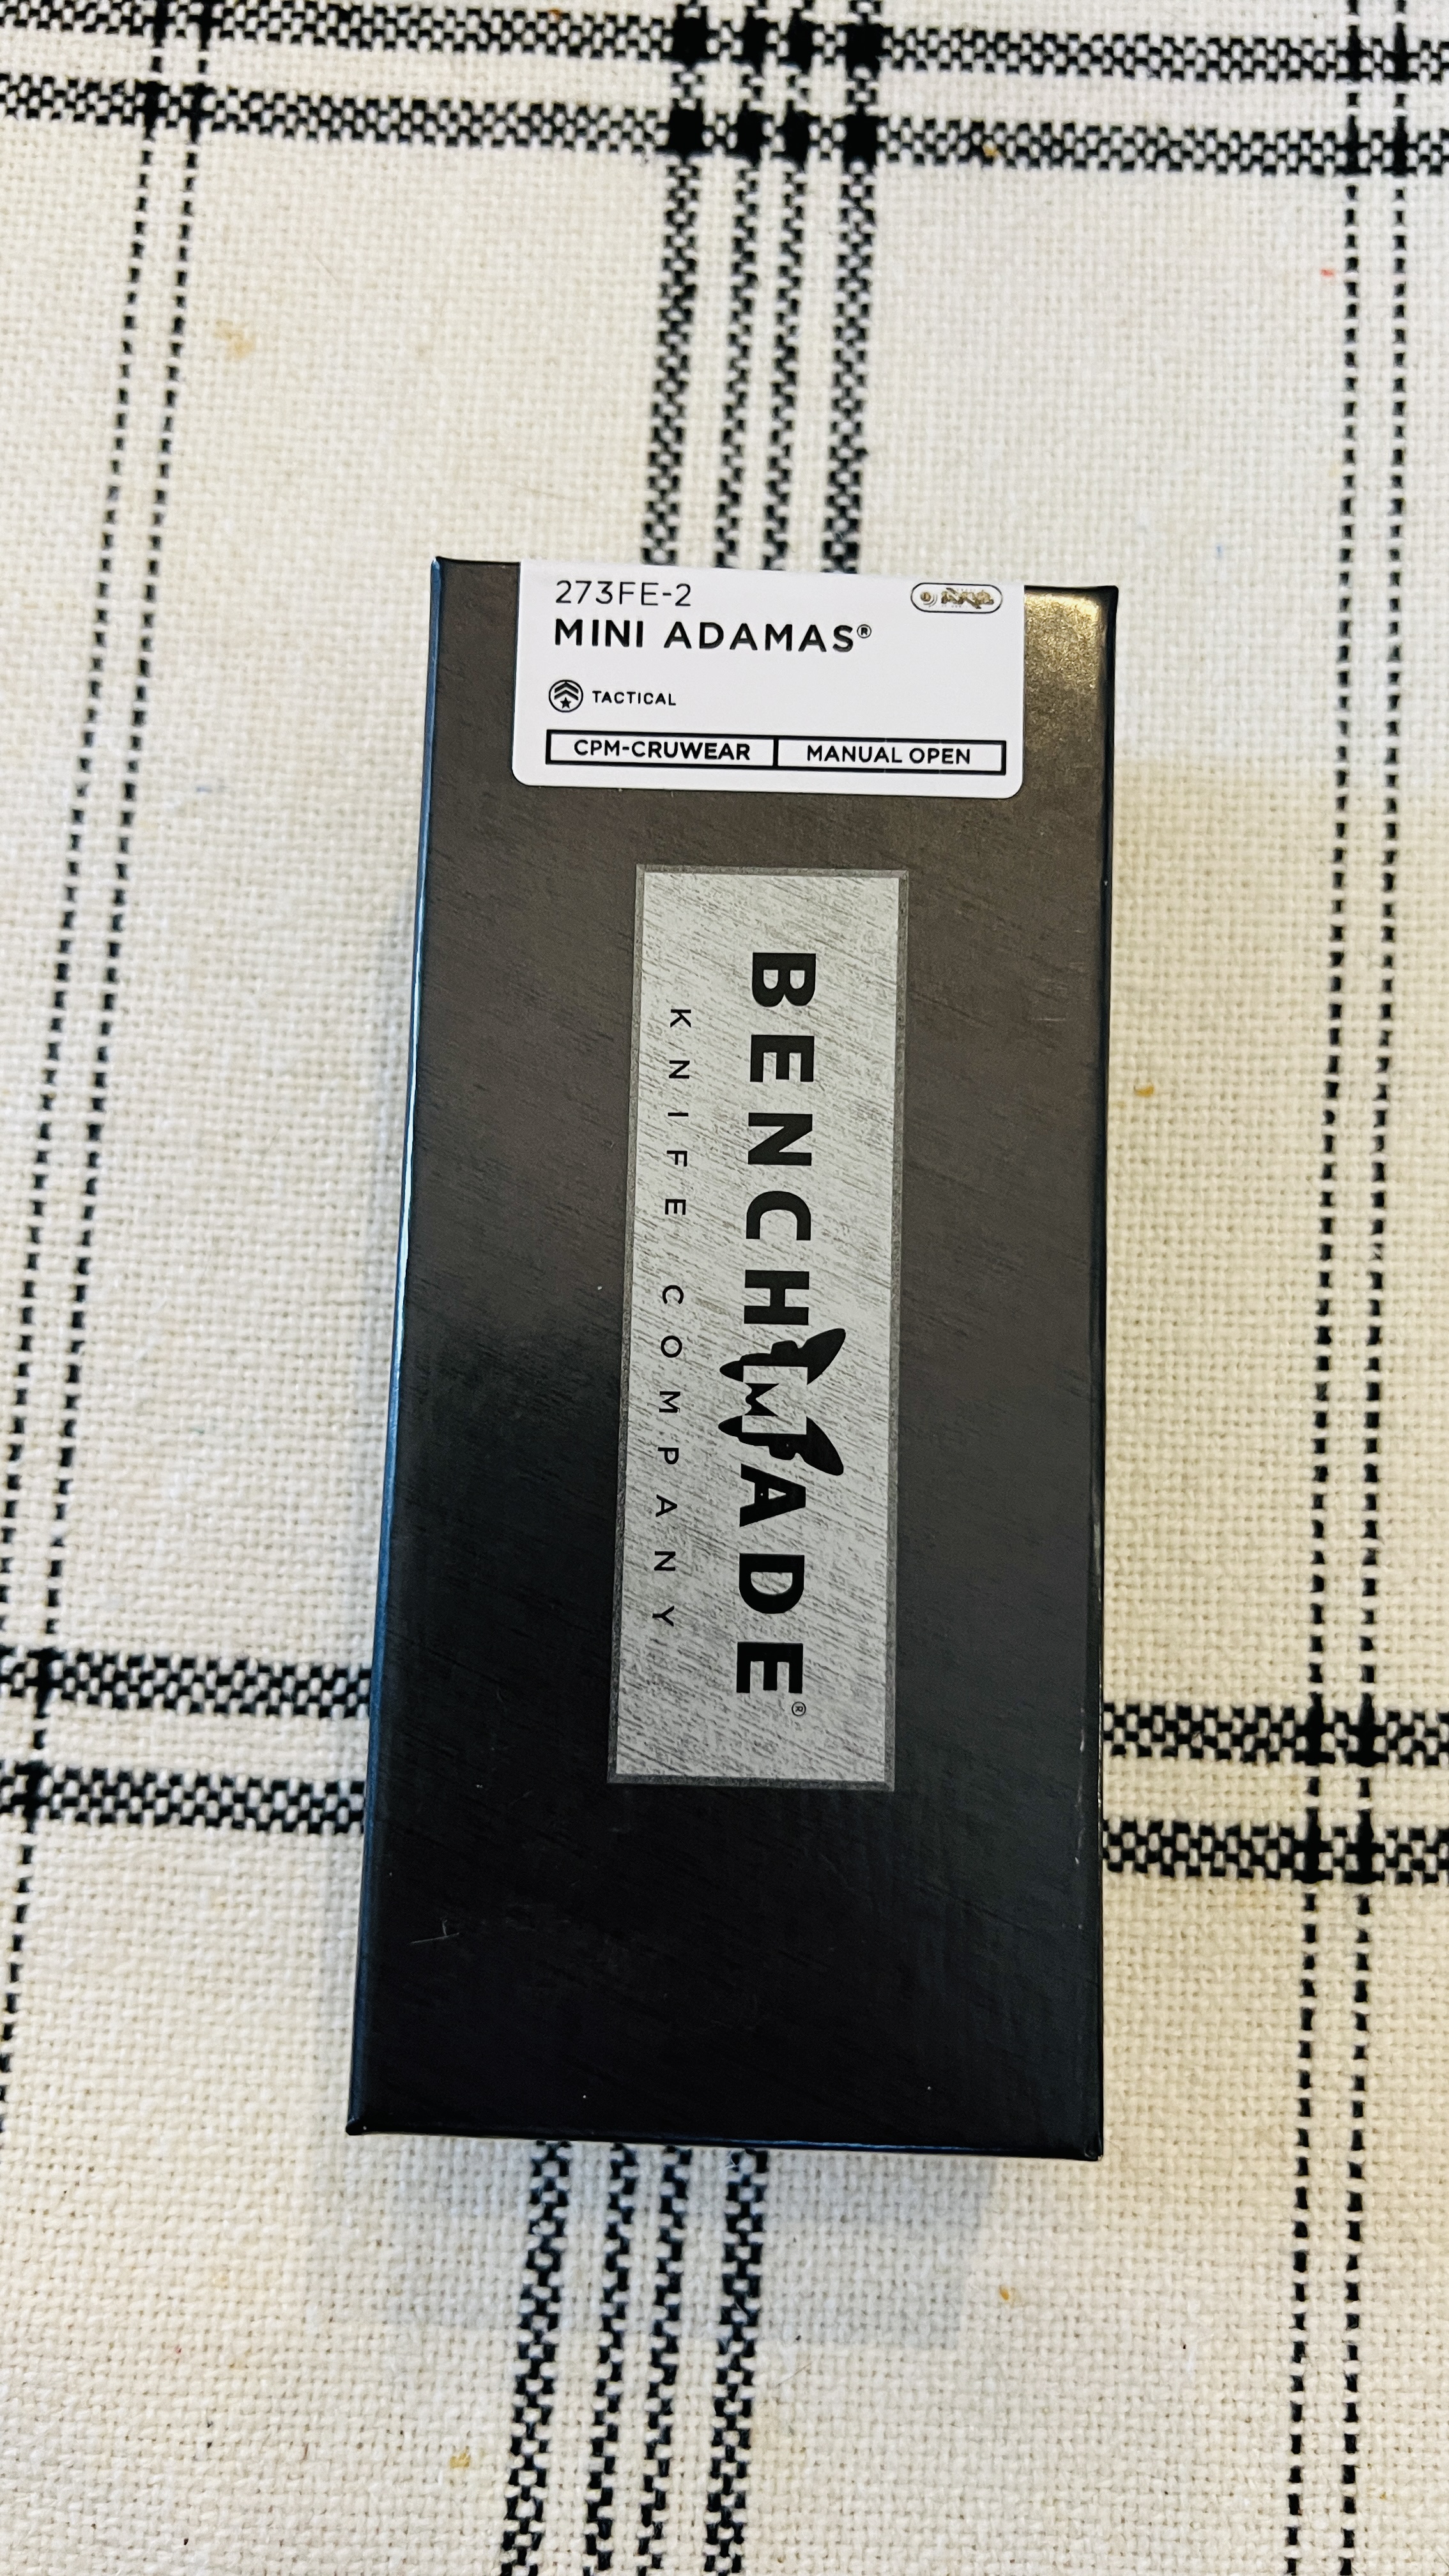 273FE-2
MINI ADAMAS®
TACTICAL
CPM-CRUWEAR
MANUAL OPEN
BENCHMADE®
KNIFE COMPANY